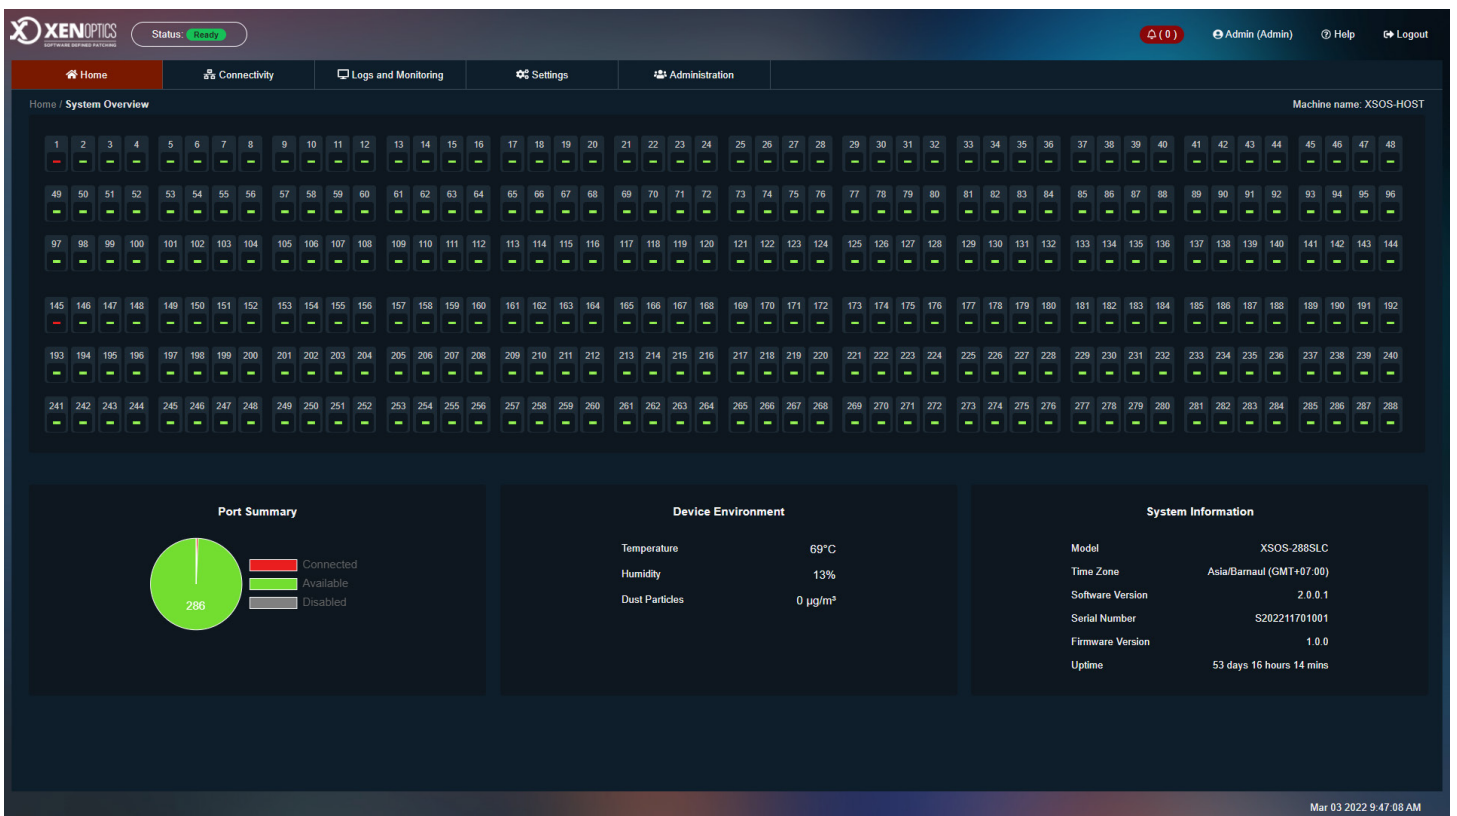 XENOPTICS
SOFTWARE DEFINED PATCHING
Status: Ready
( 0 )
Admin (Admin)
Help
Logout
Home
Connectivity
Logs and Monitoring
Settings
Administration
Home / System Overview
Machine name: XSOS-HOST
1 2 3 4 5 6 7 8 9 10 11 12 13 14 15 16 17 18 19 20 21 22 23 24 25 26 27 28 29 30 31 32 33 34 35 36 37 38 39 40 41 42 43 44 45 46 47 48
49 50 51 52 53 54 55 56 57 58 59 60 61 62 63 64 65 66 67 68 69 70 71 72 73 74 75 76 77 78 79 80 81 82 83 84 85 86 87 88 89 90 91 92 93 94 95 96
97 98 99 100 101 102 103 104 105 106 107 108 109 110 111 112 113 114 115 116 117 118 119 120 121 122 123 124 125 126 127 128 129 130 131 132 133 134 135 136 137 138 139 140 141 142 143 144
145 146 147 148 149 150 151 152 153 154 155 156 157 158 159 160 161 162 163 164 165 166 167 168 169 170 171 172 173 174 175 176 177 178 179 180 181 182 183 184 185 186 187 188 189 190 191 192
193 194 195 196 197 198 199 200 201 202 203 204 205 206 207 208 209 210 211 212 213 214 215 216 217 218 219 220 221 222 223 224 225 226 227 228 229 230 231 232 233 234 235 236 237 238 239 240
241 242 243 244 245 246 247 248 249 250 251 252 253 254 255 256 257 258 259 260 261 262 263 264 265 266 267 268 269 270 271 272 273 274 275 276 277 278 279 280 281 282 283 284 285 286 287 288
Port Summary
286
Connected
Available
Disabled
Device Environment
Temperature 69°C
Humidity 13%
Dust Particles 0 µg/m³
System Information
Model XSOS-288SLC
Time Zone Asia/Barnaul (GMT+07:00)
Software Version 2.0.0.1
Serial Number S202211701001
Firmware Version 1.0.0
Uptime 53 days 16 hours 14 mins
Mar 03 2022 9:47:08 AM